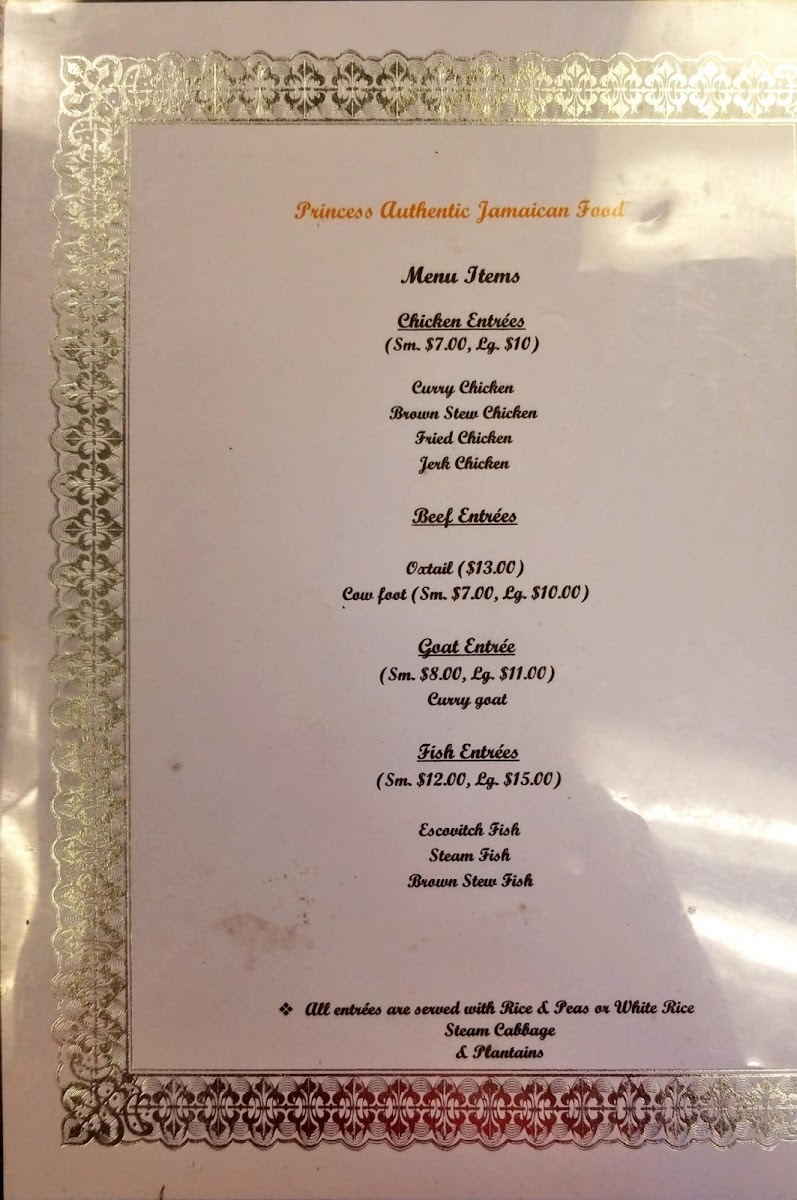 Princess Authentic Jamaican Food
Menu Items
Chicken Entrées
(Sm. $7.00, Lg. $10)
Curry Chicken
Brown Stew Chicken
Fried Chicken
Jerk Chicken
Beef Entrées
Oxtail ($13.00)
Cow foot (Sm. $7.00, Lg. $10.00)
Goat Entrée
(Sm. $8.00, Lg. $11.00)
Curry goat
Fish Entrées
(Sm. $12.00, Lg. $15.00)
Escovitch Fish
Steam Fish
Brown Stew Fish
❖ All entrées are served with Rice & Peas or White Rice
Steam Cabbage
& Plantains